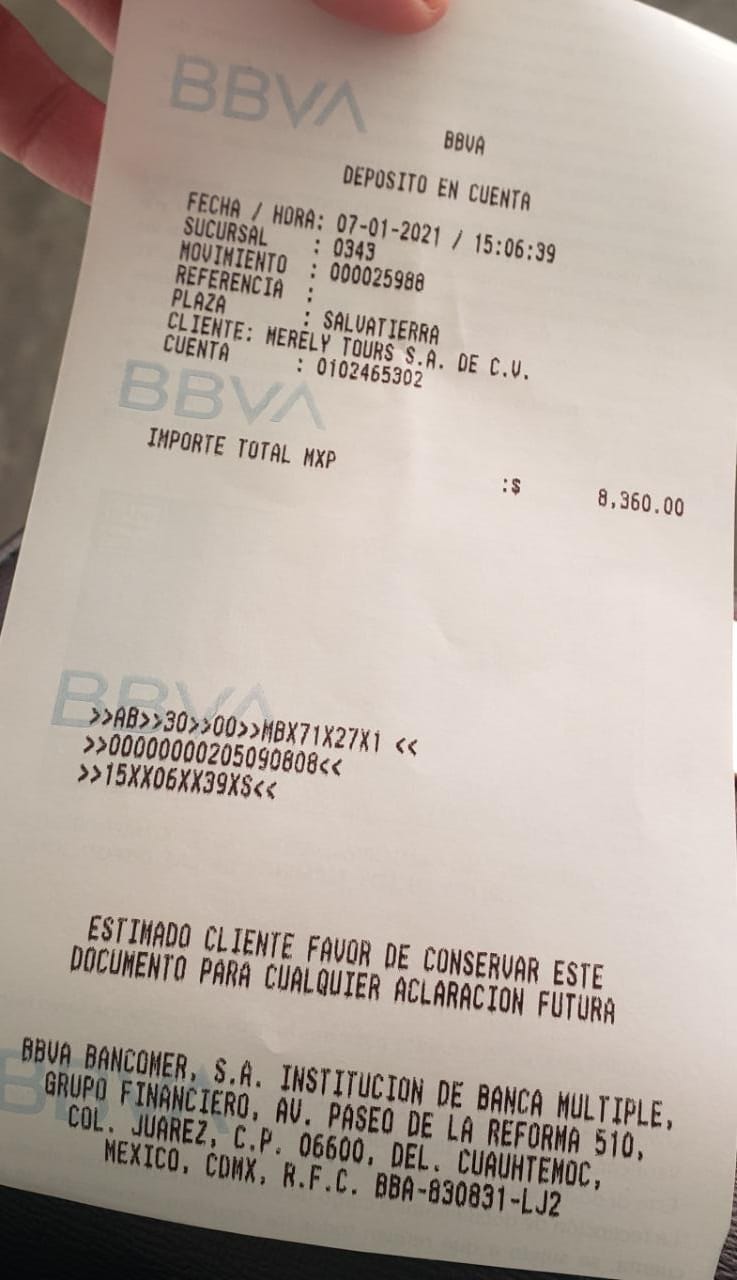 BBVA
BBVA
DEPOSITO EN CUENTA
FECHA / HORA: 07-01-2021 / 15:06:39
SUCURSAL : 0343
MOVIMIENTO : 000025988
REFERENCIA :
PLAZA : SALVATIERRA
CLIENTE: MERELY TOURS S.A. DE C.V.
CUENTA : 0102465302
BBVA
IMPORTE TOTAL MXP :$ 8,360.00
BBVA
>>AB>>30>>00>>MBX71X27X1 <<
>>00000000205090808<<
>>15XX06XX39XS<<
ESTIMADO CLIENTE FAVOR DE CONSERVAR ESTE
DOCUMENTO PARA CUALQUIER ACLARACION FUTURA
BBVA BANCOMER, S.A. INSTITUCION DE BANCA MULTIPLE,
GRUPO FINANCIERO, AV. PASEO DE LA REFORMA 510,
COL. JUAREZ, C.P. 06600, DEL. CUAUHTEMOC,
MEXICO, CDMX, R.F.C. BBA-830831-LJ2